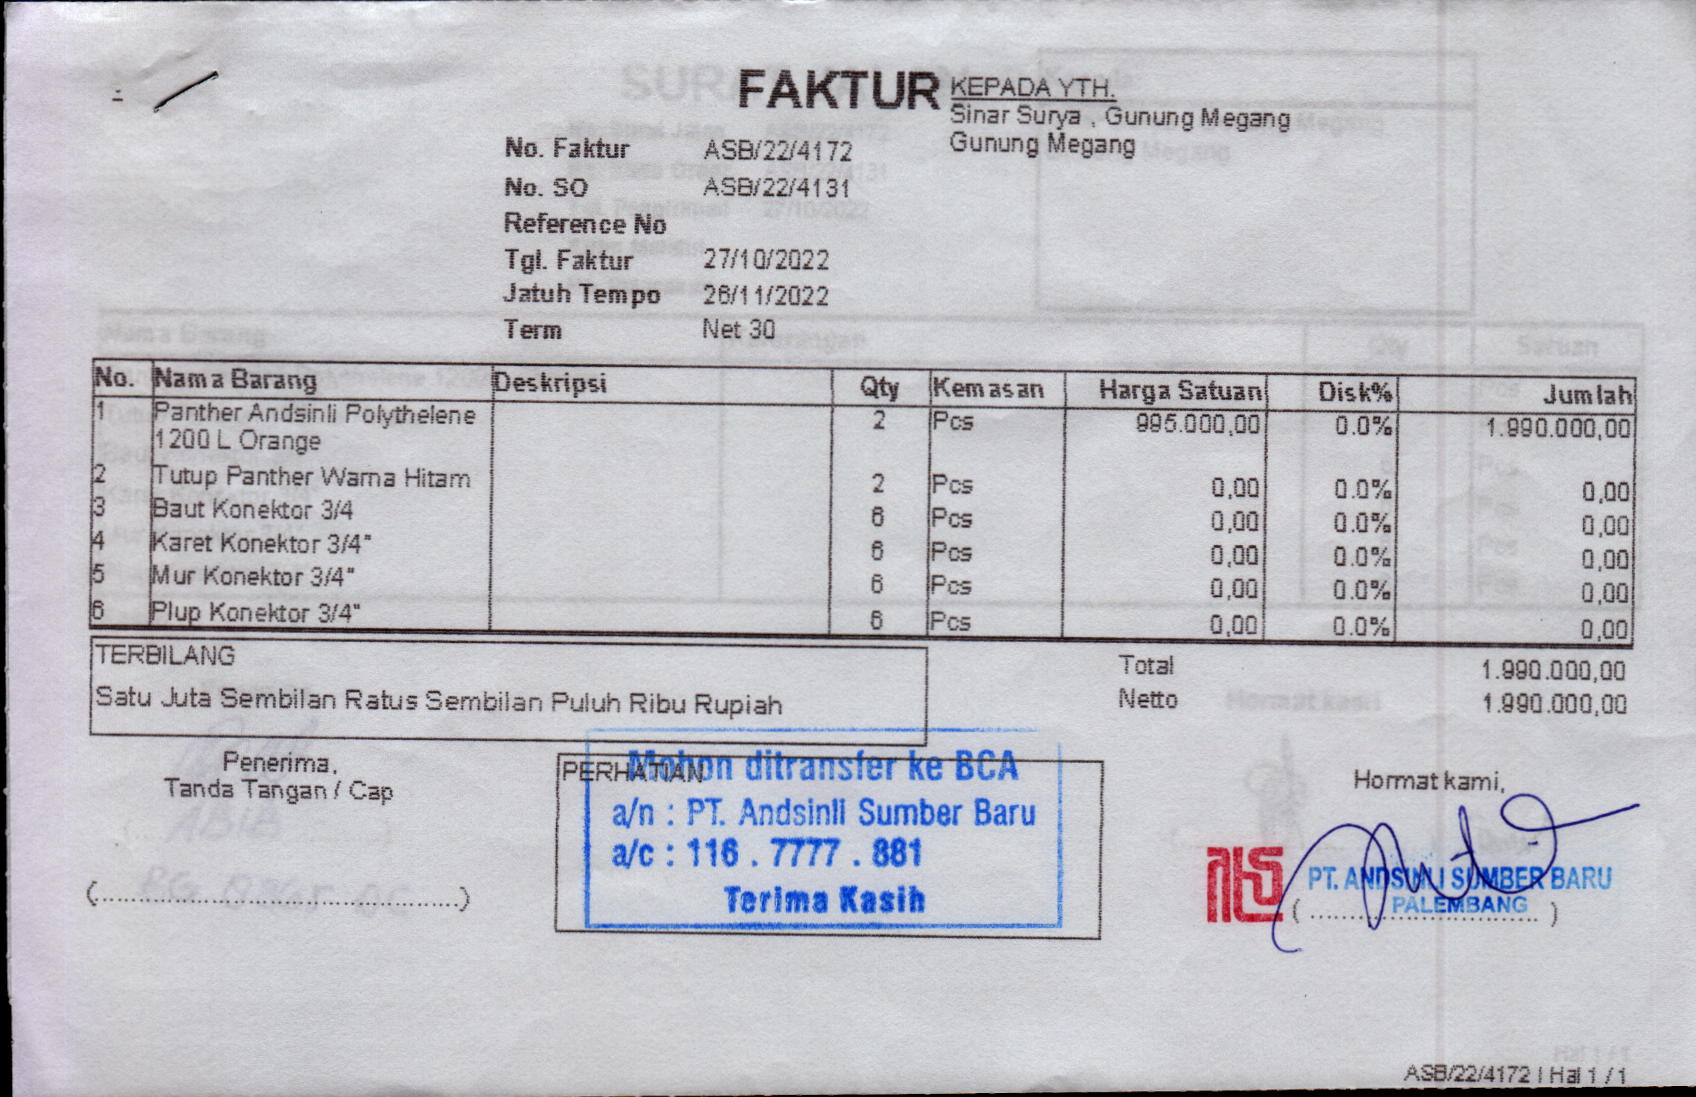 FAKTUR
KEPADA YTH.
Sinar Surya , Gunung Megang
Gunung Megang
No. Faktur ASB/22/4172
No. SO ASB/22/4131
Reference No
Tgl. Faktur 27/10/2022
Jatuh Tempo 26/11/2022
Term Net 30
No. Nama Barang Deskripsi Qty Kemasan Harga Satuan Disk% Jumlah
1 Panther Andsinli Polythelene 2 Pcs 995.000,00 0.0% 1.990.000,00
1200 L Orange
2 Tutup Panther Warna Hitam 2 Pcs 0,00 0.0% 0,00
3 Baut Konektor 3/4 6 Pcs 0,00 0.0% 0,00
4 Karet Konektor 3/4" 6 Pcs 0,00 0.0% 0,00
5 Mur Konektor 3/4" 6 Pcs 0,00 0.0% 0,00
6 Plup Konektor 3/4" 6 Pcs 0,00 0.0% 0,00
TERBILANG
Satu Juta Sembilan Ratus Sembilan Puluh Ribu Rupiah
Total 1.990.000,00
Netto 1.990.000,00
Penerima,
Tanda Tangan / Cap
(..........................................)
PERHATIAN
Mohon ditransfer ke BCA
a/n : PT. Andsinli Sumber Baru
a/c : 116 . 7777 . 881
Terima Kasih
Hormat kami,
PT. ANDSINLI SUMBER BARU
PALEMBANG
( .......................... )
ASB/22/4172 | Hal 1 / 1